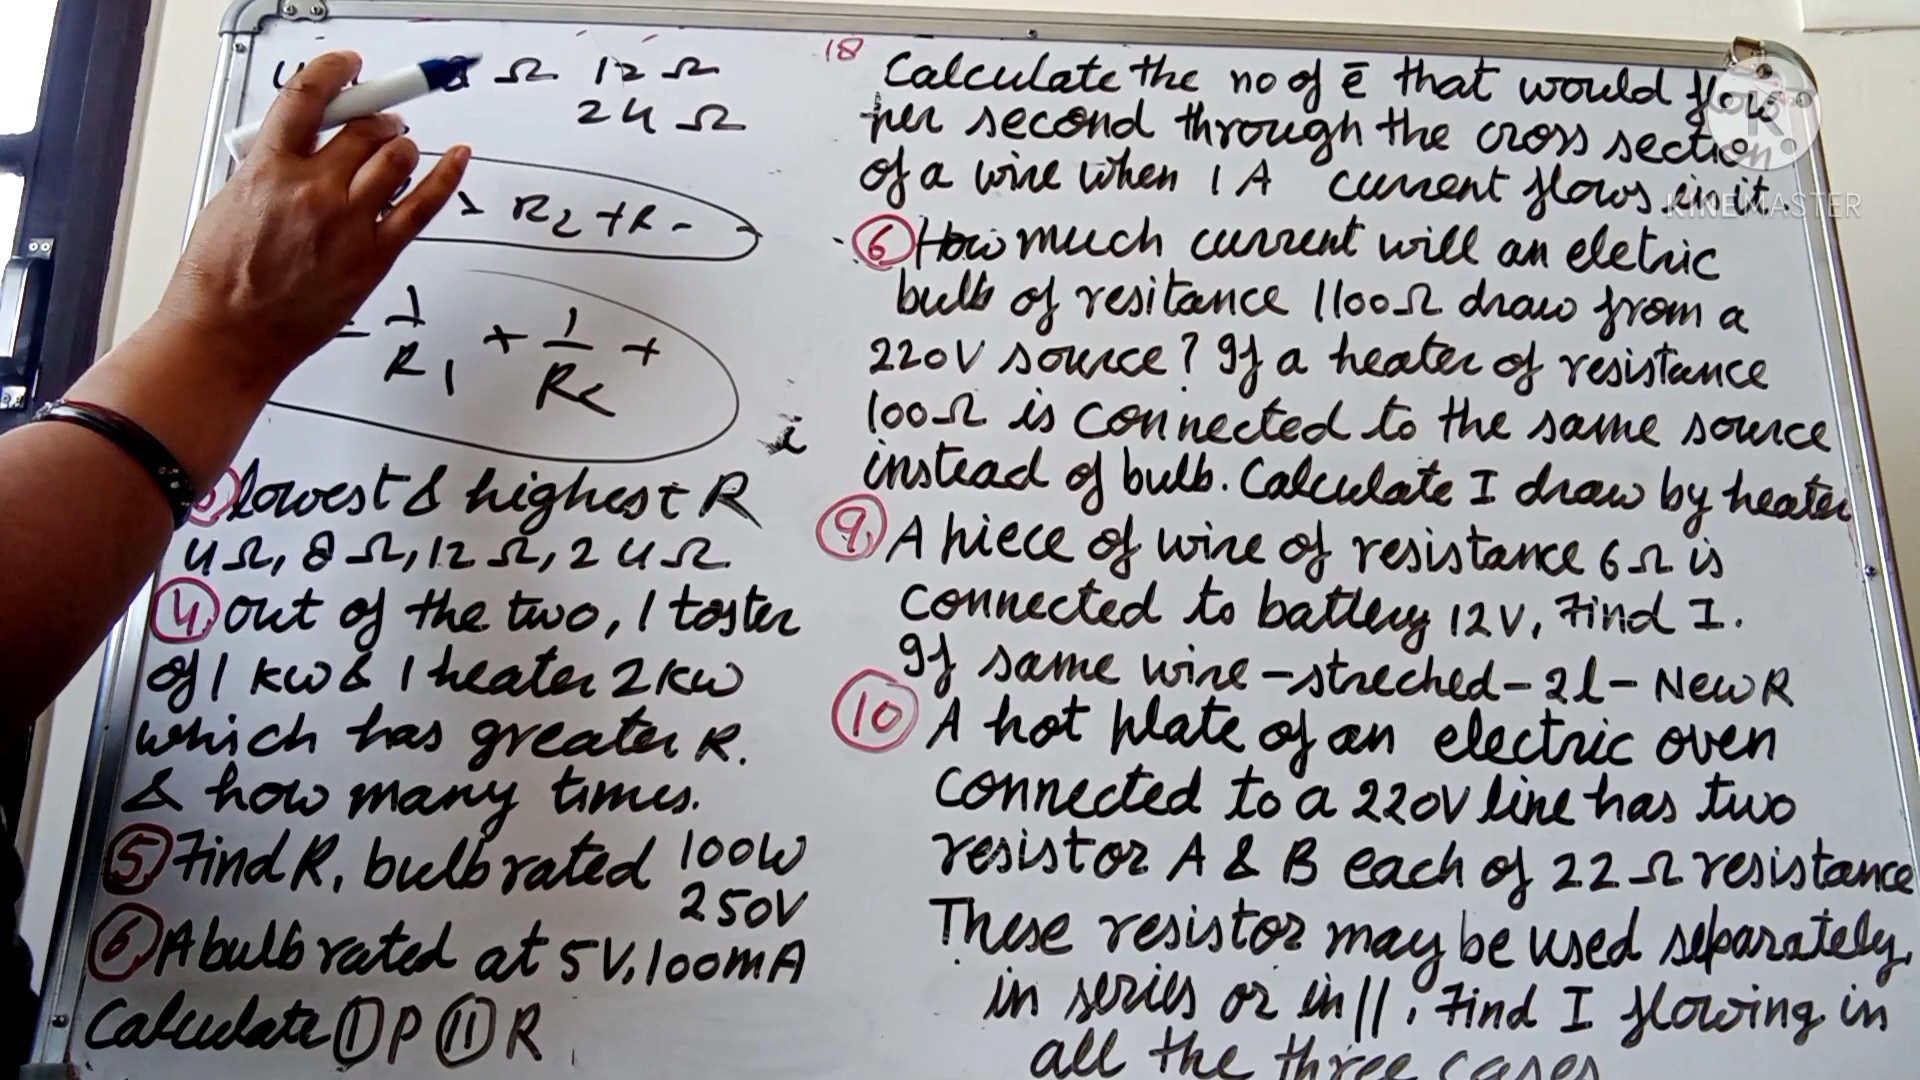 8 Ω 12 Ω
24 Ω
R2 + R -
= 1/R1 + 1/R2 +
i
lowest & highest R
4Ω, 8Ω, 12Ω, 24Ω.
4 out of the two, 1 toster
of 1 kw & 1 heater 2 kw
which has greater R.
& how many times.
5 Find R, bulb rated 100W
250V
6 A bulb rated at 5V, 100mA
Calculate I P II R
18 Calculate the no of ē that would flow
per second through the cross section
of a wire when 1 A current flows in it.
6 How much current will an eletric
bulb of resitance 1100Ω draw from a
220V source? If a heater of resistance
100Ω is connected to the same source
instead of bulb. Calculate I draw by heater
9 A piece of wire of resistance 6Ω is
connected to battery 12V, Find I.
If same wire - streched - 2l - New R
10 A hot plate of an electric oven
connected to a 220V line has two
resistor A & B each of 22 Ω resistance
These resistor may be used separately,
in series or in ||. Find I flowing in
all the three cases
K
KINEMASTER